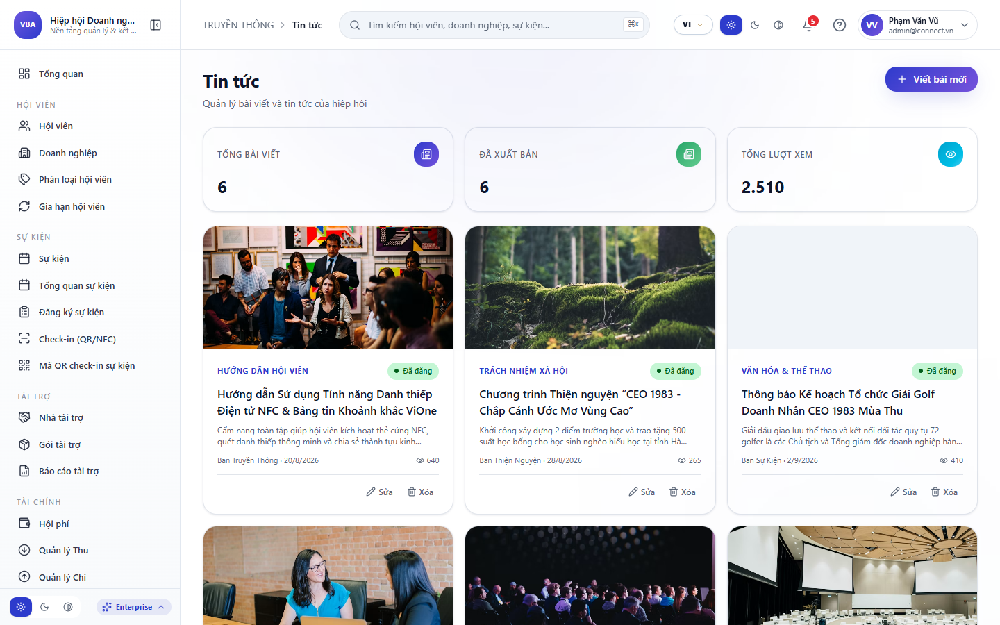 VBA
Hiệp hội Doanh ng...
Nền tảng quản lý & kết ...
TRUYỀN THÔNG > Tin tức
Tìm kiếm hội viên, doanh nghiệp, sự kiện...
⌘K
VI
5
VV
Phạm Văn Vũ
admin@connect.vn
Tổng quan
HỘI VIÊN
Hội viên
Doanh nghiệp
Phân loại hội viên
Gia hạn hội viên
SỰ KIỆN
Sự kiện
Tổng quan sự kiện
Đăng ký sự kiện
Check-in (QR/NFC)
Mã QR check-in sự kiện
TÀI TRỢ
Nhà tài trợ
Gói tài trợ
Báo cáo tài trợ
TÀI CHÍNH
Hội phí
Quản lý Thu
Quản lý Chi
Enterprise
Tin tức
Quản lý bài viết và tin tức của hiệp hội
Viết bài mới
TỔNG BÀI VIẾT
6
ĐÃ XUẤT BẢN
6
TỔNG LƯỢT XEM
2.510
HƯỚNG DẪN HỘI VIÊN
Đã đăng
Hướng dẫn Sử dụng Tính năng Danh thiếp
Điện tử NFC & Bảng tin Khoảnh khắc ViOne
Cẩm nang toàn tập giúp hội viên kích hoạt thẻ cứng NFC,
quét danh thiếp thông minh và chia sẻ thành tựu kinh...
Ban Truyền Thông · 20/8/2026
640
Sửa
Xóa
TRÁCH NHIỆM XÃ HỘI
Đã đăng
Chương trình Thiện nguyện “CEO 1983 -
Chắp Cánh Ước Mơ Vùng Cao”
Khởi công xây dựng 2 điểm trường học và trao tặng 500
suất học bổng cho học sinh nghèo hiếu học tại tỉnh Hà...
Ban Thiện Nguyện · 28/8/2026
265
Sửa
Xóa
VĂN HÓA & THỂ THAO
Đã đăng
Thông báo Kế hoạch Tổ chức Giải Golf
Doanh Nhân CEO 1983 Mùa Thu
Giải đấu giao lưu thể thao và kết nối đối tác quy tụ 72
golfer là các Chủ tịch và Tổng giám đốc doanh nghiệp hàn...
Ban Sự Kiện · 2/9/2026
410
Sửa
Xóa